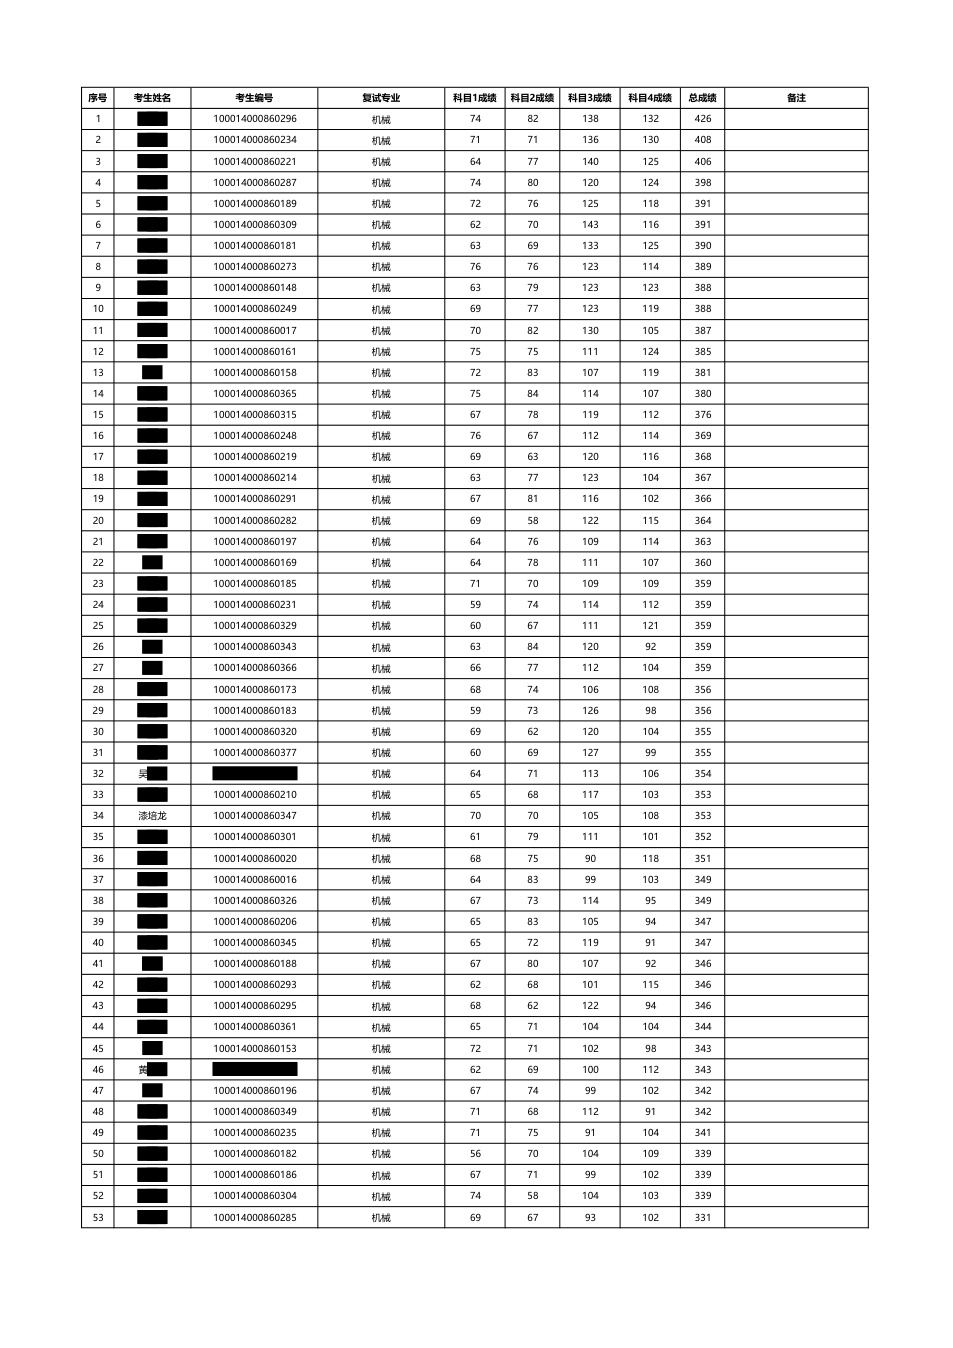 序号 考生姓名 考生编号 复试专业 科目1成绩 科目2成绩 科目3成绩 科目4成绩 总成绩 备注
1 100014000860296 机械 74 82 138 132 426
2 100014000860234 机械 71 71 136 130 408
3 100014000860221 机械 64 77 140 125 406
4 100014000860287 机械 74 80 120 124 398
5 100014000860189 机械 72 76 125 118 391
6 100014000860309 机械 62 70 143 116 391
7 100014000860181 机械 63 69 133 125 390
8 100014000860273 机械 76 76 123 114 389
9 100014000860148 机械 63 79 123 123 388
10 100014000860249 机械 69 77 123 119 388
11 100014000860017 机械 70 82 130 105 387
12 100014000860161 机械 75 75 111 124 385
13 100014000860158 机械 72 83 107 119 381
14 100014000860365 机械 75 84 114 107 380
15 100014000860315 机械 67 78 119 112 376
16 100014000860248 机械 76 67 112 114 369
17 100014000860219 机械 69 63 120 116 368
18 100014000860214 机械 63 77 123 104 367
19 100014000860291 机械 67 81 116 102 366
20 100014000860282 机械 69 58 122 115 364
21 100014000860197 机械 64 76 109 114 363
22 100014000860169 机械 64 78 111 107 360
23 100014000860185 机械 71 70 109 109 359
24 100014000860231 机械 59 74 114 112 359
25 100014000860329 机械 60 67 111 121 359
26 100014000860343 机械 63 84 120 92 359
27 100014000860366 机械 66 77 112 104 359
28 100014000860173 机械 68 74 106 108 356
29 100014000860183 机械 59 73 126 98 356
30 100014000860320 机械 69 62 120 104 355
31 100014000860377 机械 60 69 127 99 355
32 吴 机械 64 71 113 106 354
33 100014000860210 机械 65 68 117 103 353
34 漆培龙 100014000860347 机械 70 70 105 108 353
35 100014000860301 机械 61 79 111 101 352
36 100014000860020 机械 68 75 90 118 351
37 100014000860016 机械 64 83 99 103 349
38 100014000860326 机械 67 73 114 95 349
39 100014000860206 机械 65 83 105 94 347
40 100014000860345 机械 65 72 119 91 347
41 100014000860188 机械 67 80 107 92 346
42 100014000860293 机械 62 68 101 115 346
43 100014000860295 机械 68 62 122 94 346
44 100014000860361 机械 65 71 104 104 344
45 100014000860153 机械 72 71 102 98 343
46 黄 机械 62 69 100 112 343
47 100014000860196 机械 67 74 99 102 342
48 100014000860349 机械 71 68 112 91 342
49 100014000860235 机械 71 75 91 104 341
50 100014000860182 机械 56 70 104 109 339
51 100014000860186 机械 67 71 99 102 339
52 100014000860304 机械 74 58 104 103 339
53 100014000860285 机械 69 67 93 102 331